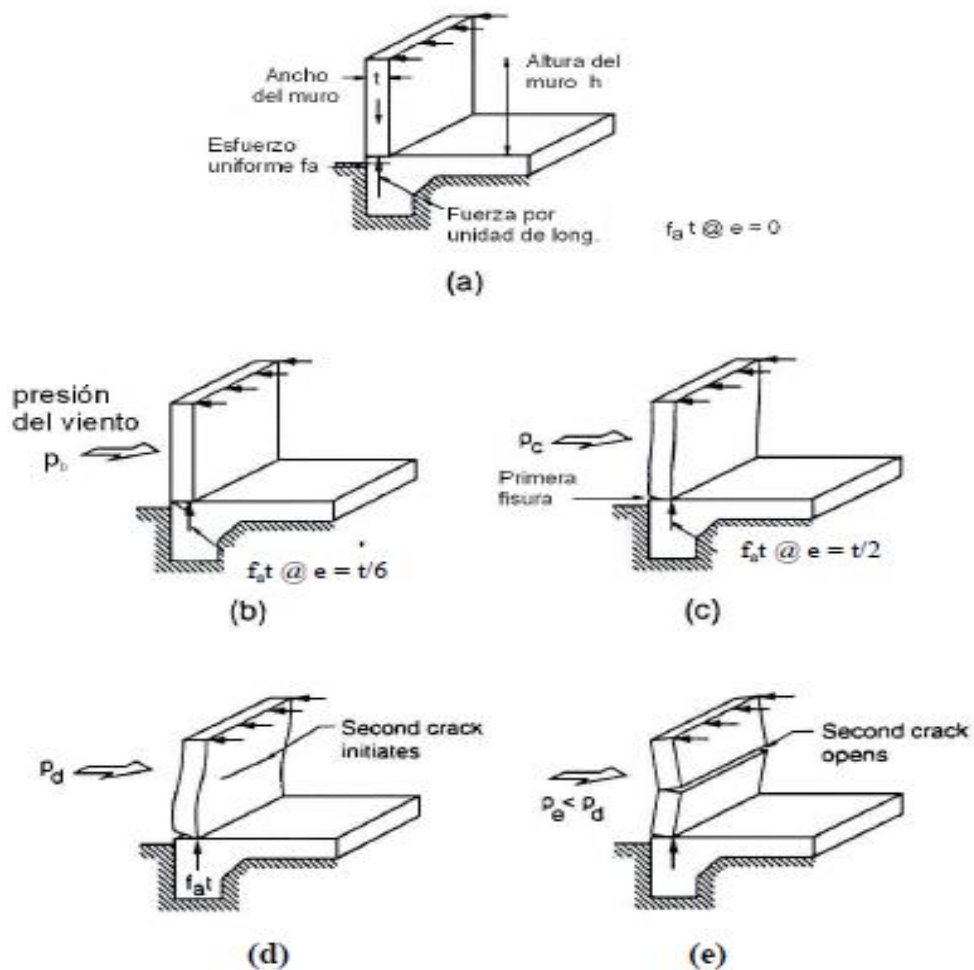 Ancho
del muro
t
Altura del
muro h
Esfuerzo
uniforme fa
Fuerza por
unidad de long.
fa t @ e = 0
(a)
presión
del viento
pb
fat @ e = t/6
(b)
pc
Primera
fisura
fat @ e = t/2
(c)
pd
Second crack
initiates
fat
(d)
pe < pd
Second crack
opens
(e)